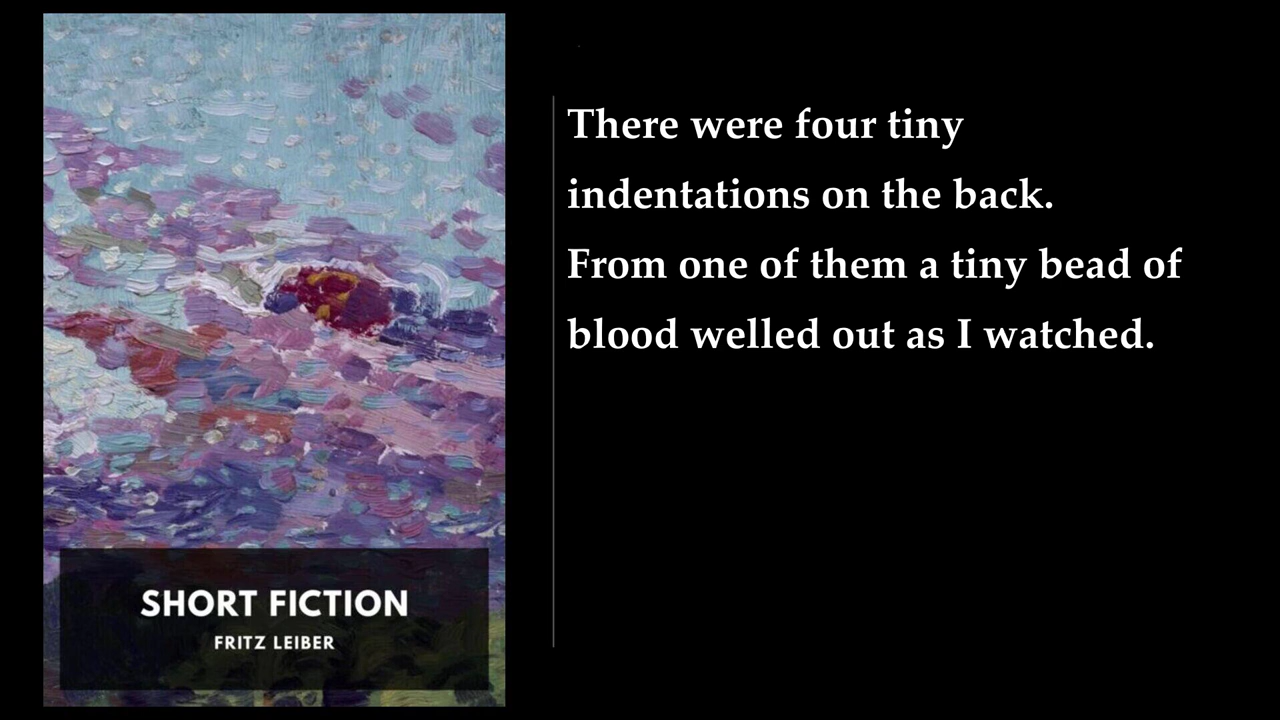 There were four tiny
indentations on the back.
From one of them a tiny bead of
blood welled out as I watched.
SHORT FICTION
FRITZ LEIBER